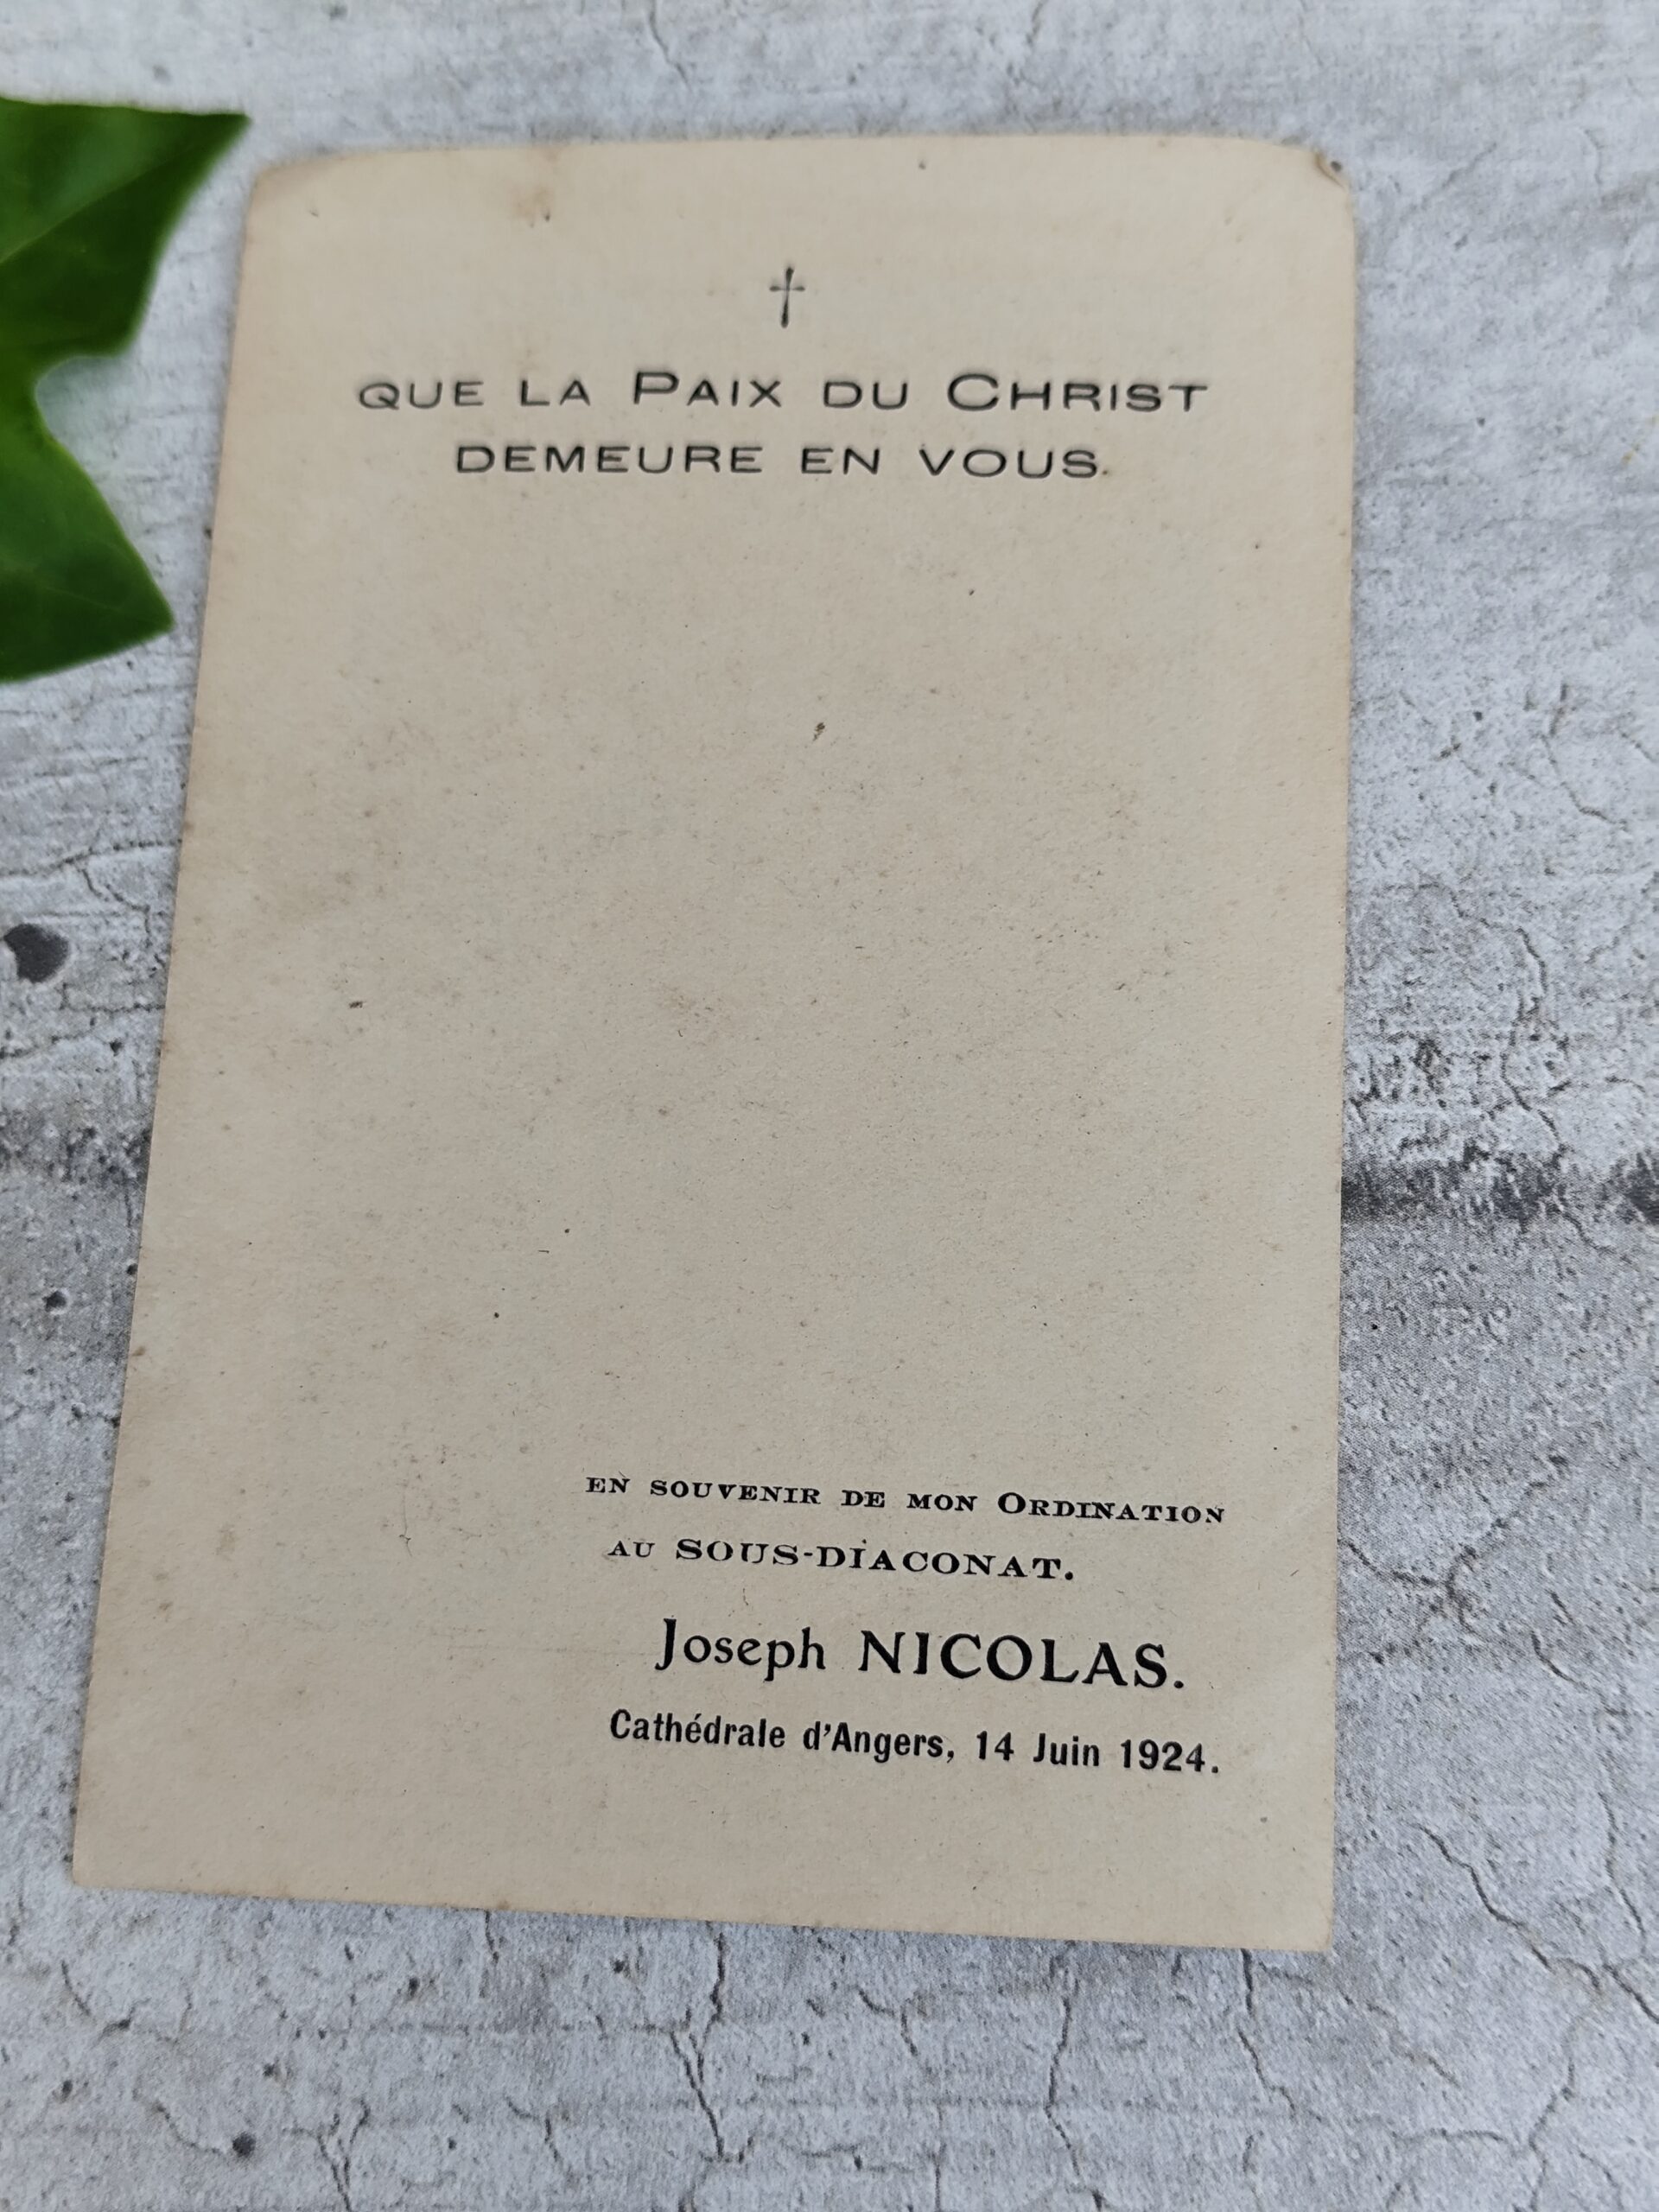 †
QUE LA PAIX DU CHRIST
DEMEURE EN VOUS.
EN SOUVENIR DE MON ORDINATION
AU SOUS-DIACONAT.
Joseph NICOLAS.
Cathédrale d'Angers, 14 Juin 1924.